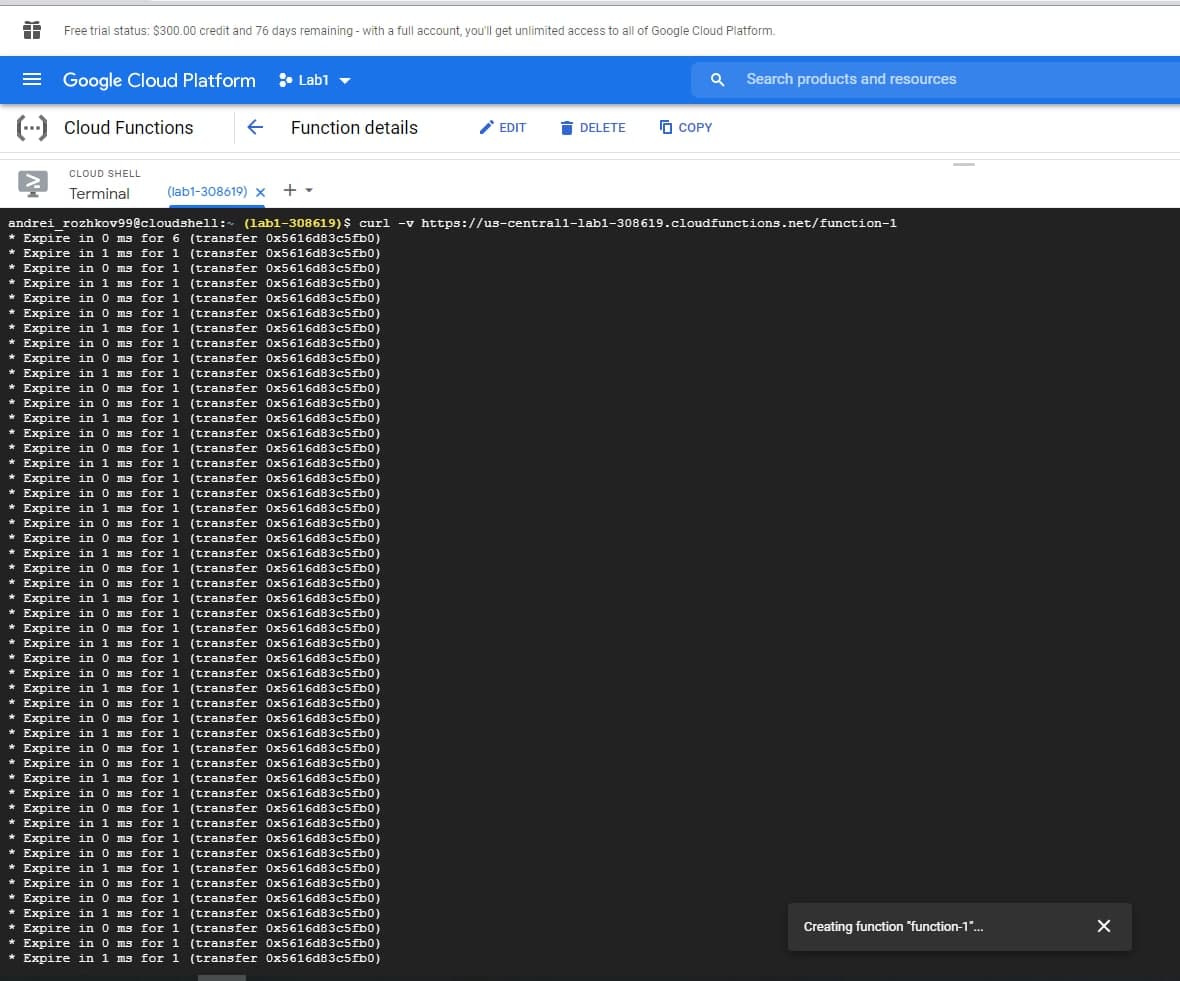 Free trial status: $300.00 credit and 76 days remaining - with a full account, you'll get unlimited access to all of Google Cloud Platform.
Google Cloud Platform Lab1 Search products and resources
Cloud Functions Function details EDIT DELETE COPY
CLOUD SHELL
Terminal (lab1-308619) × +
andrei_rozhkov99@cloudshell:~ (lab1-308619)$ curl -v https://us-central1-lab1-308619.cloudfunctions.net/function-1
* Expire in 0 ms for 6 (transfer 0x5616d83c5fb0)
* Expire in 1 ms for 1 (transfer 0x5616d83c5fb0)
* Expire in 0 ms for 1 (transfer 0x5616d83c5fb0)
* Expire in 1 ms for 1 (transfer 0x5616d83c5fb0)
* Expire in 0 ms for 1 (transfer 0x5616d83c5fb0)
* Expire in 0 ms for 1 (transfer 0x5616d83c5fb0)
* Expire in 1 ms for 1 (transfer 0x5616d83c5fb0)
* Expire in 0 ms for 1 (transfer 0x5616d83c5fb0)
* Expire in 0 ms for 1 (transfer 0x5616d83c5fb0)
* Expire in 1 ms for 1 (transfer 0x5616d83c5fb0)
* Expire in 0 ms for 1 (transfer 0x5616d83c5fb0)
* Expire in 0 ms for 1 (transfer 0x5616d83c5fb0)
* Expire in 1 ms for 1 (transfer 0x5616d83c5fb0)
* Expire in 0 ms for 1 (transfer 0x5616d83c5fb0)
* Expire in 0 ms for 1 (transfer 0x5616d83c5fb0)
* Expire in 1 ms for 1 (transfer 0x5616d83c5fb0)
* Expire in 0 ms for 1 (transfer 0x5616d83c5fb0)
* Expire in 0 ms for 1 (transfer 0x5616d83c5fb0)
* Expire in 1 ms for 1 (transfer 0x5616d83c5fb0)
* Expire in 0 ms for 1 (transfer 0x5616d83c5fb0)
* Expire in 0 ms for 1 (transfer 0x5616d83c5fb0)
* Expire in 1 ms for 1 (transfer 0x5616d83c5fb0)
* Expire in 0 ms for 1 (transfer 0x5616d83c5fb0)
* Expire in 0 ms for 1 (transfer 0x5616d83c5fb0)
* Expire in 1 ms for 1 (transfer 0x5616d83c5fb0)
* Expire in 0 ms for 1 (transfer 0x5616d83c5fb0)
* Expire in 0 ms for 1 (transfer 0x5616d83c5fb0)
* Expire in 1 ms for 1 (transfer 0x5616d83c5fb0)
* Expire in 0 ms for 1 (transfer 0x5616d83c5fb0)
* Expire in 0 ms for 1 (transfer 0x5616d83c5fb0)
* Expire in 1 ms for 1 (transfer 0x5616d83c5fb0)
* Expire in 0 ms for 1 (transfer 0x5616d83c5fb0)
* Expire in 0 ms for 1 (transfer 0x5616d83c5fb0)
* Expire in 1 ms for 1 (transfer 0x5616d83c5fb0)
* Expire in 0 ms for 1 (transfer 0x5616d83c5fb0)
* Expire in 0 ms for 1 (transfer 0x5616d83c5fb0)
* Expire in 1 ms for 1 (transfer 0x5616d83c5fb0)
* Expire in 0 ms for 1 (transfer 0x5616d83c5fb0)
* Expire in 0 ms for 1 (transfer 0x5616d83c5fb0)
* Expire in 1 ms for 1 (transfer 0x5616d83c5fb0)
* Expire in 0 ms for 1 (transfer 0x5616d83c5fb0)
* Expire in 0 ms for 1 (transfer 0x5616d83c5fb0)
* Expire in 1 ms for 1 (transfer 0x5616d83c5fb0)
* Expire in 0 ms for 1 (transfer 0x5616d83c5fb0)
* Expire in 0 ms for 1 (transfer 0x5616d83c5fb0)
* Expire in 1 ms for 1 (transfer 0x5616d83c5fb0)
* Expire in 0 ms for 1 (transfer 0x5616d83c5fb0)
* Expire in 0 ms for 1 (transfer 0x5616d83c5fb0)
* Expire in 1 ms for 1 (transfer 0x5616d83c5fb0)
Creating function "function-1"...